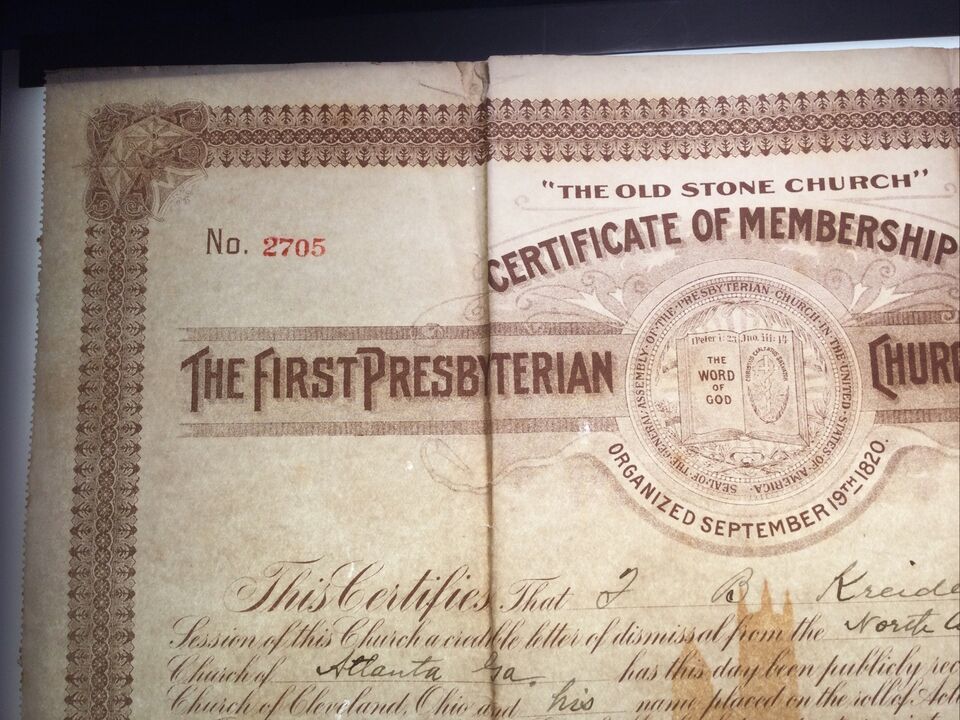 "THE OLD STONE CHURCH"
CERTIFICATE OF MEMBERSHIP
No. 2705
THE FIRST PRESBYTERIAN CHURC
SEAL OF THE GENERAL ASSEMBLY OF THE PRESBYTERIAN CHURCH IN THE UNITED STATES OF AMERICA
1 Peter i: 23 Jno. iii: 14
THE
WORD
OF
GOD
ORGANIZED SEPTEMBER 19TH 1820.
This Certifies That J B Kreide
Session of this Church a credible letter of dismissal from the North
Church of Atlanta Ga. has this day been publicly rec
Church of Cleveland, Ohio and his name placed on the roll of